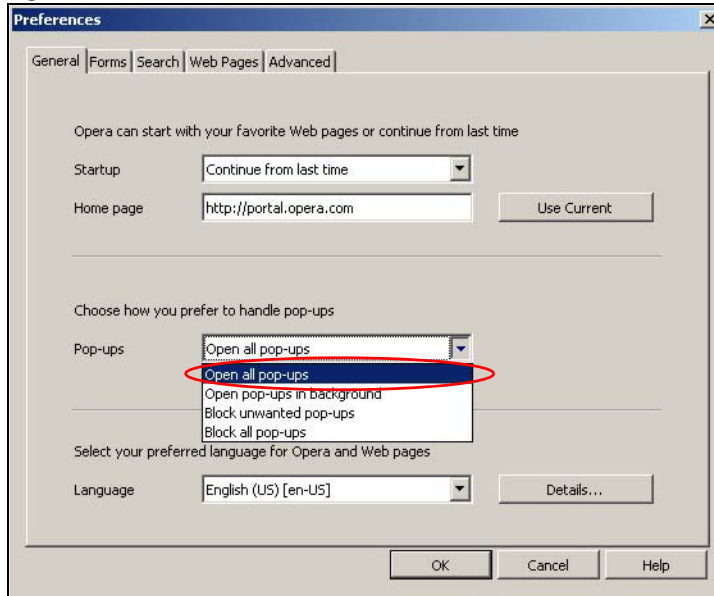 Preferences
General Forms Search Web Pages Advanced
Opera can start with your favorite Web pages or continue from last time
Startup Continue from last time
Home page http://portal.opera.com Use Current
Choose how you prefer to handle pop-ups
Pop-ups Open all pop-ups
Open all pop-ups
Open pop-ups in background
Block unwanted pop-ups
Block all pop-ups
Select your preferred language for Opera and Web pages
Language English (US) [en-US] Details...
OK Cancel Help